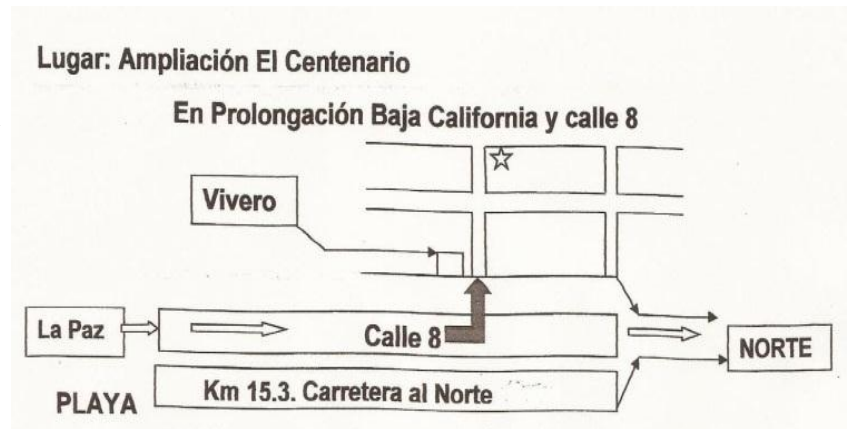 Lugar: Ampliación El Centenario
En Prolongación Baja California y calle 8
Vivero
La Paz
Calle 8
NORTE
Km 15.3. Carretera al Norte
PLAYA